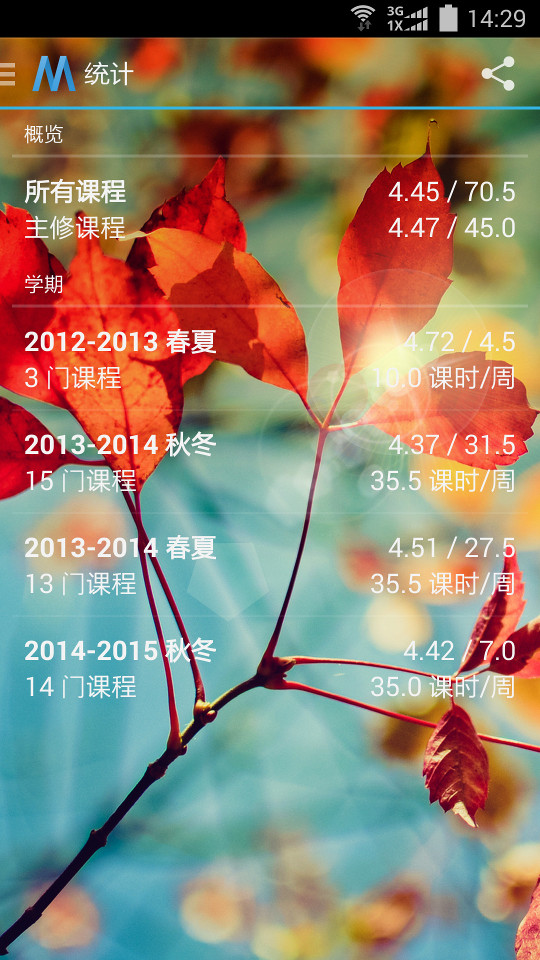 3G
1X
14:29
统计
概览
所有课程 4.45 / 70.5
主修课程 4.47 / 45.0
学期
2012-2013 春夏 4.72 / 4.5
3 门课程 10.0 课时/周
2013-2014 秋冬 4.37 / 31.5
15 门课程 35.5 课时/周
2013-2014 春夏 4.51 / 27.5
13 门课程 35.5 课时/周
2014-2015 秋冬 4.42 / 7.0
14 门课程 35.0 课时/周